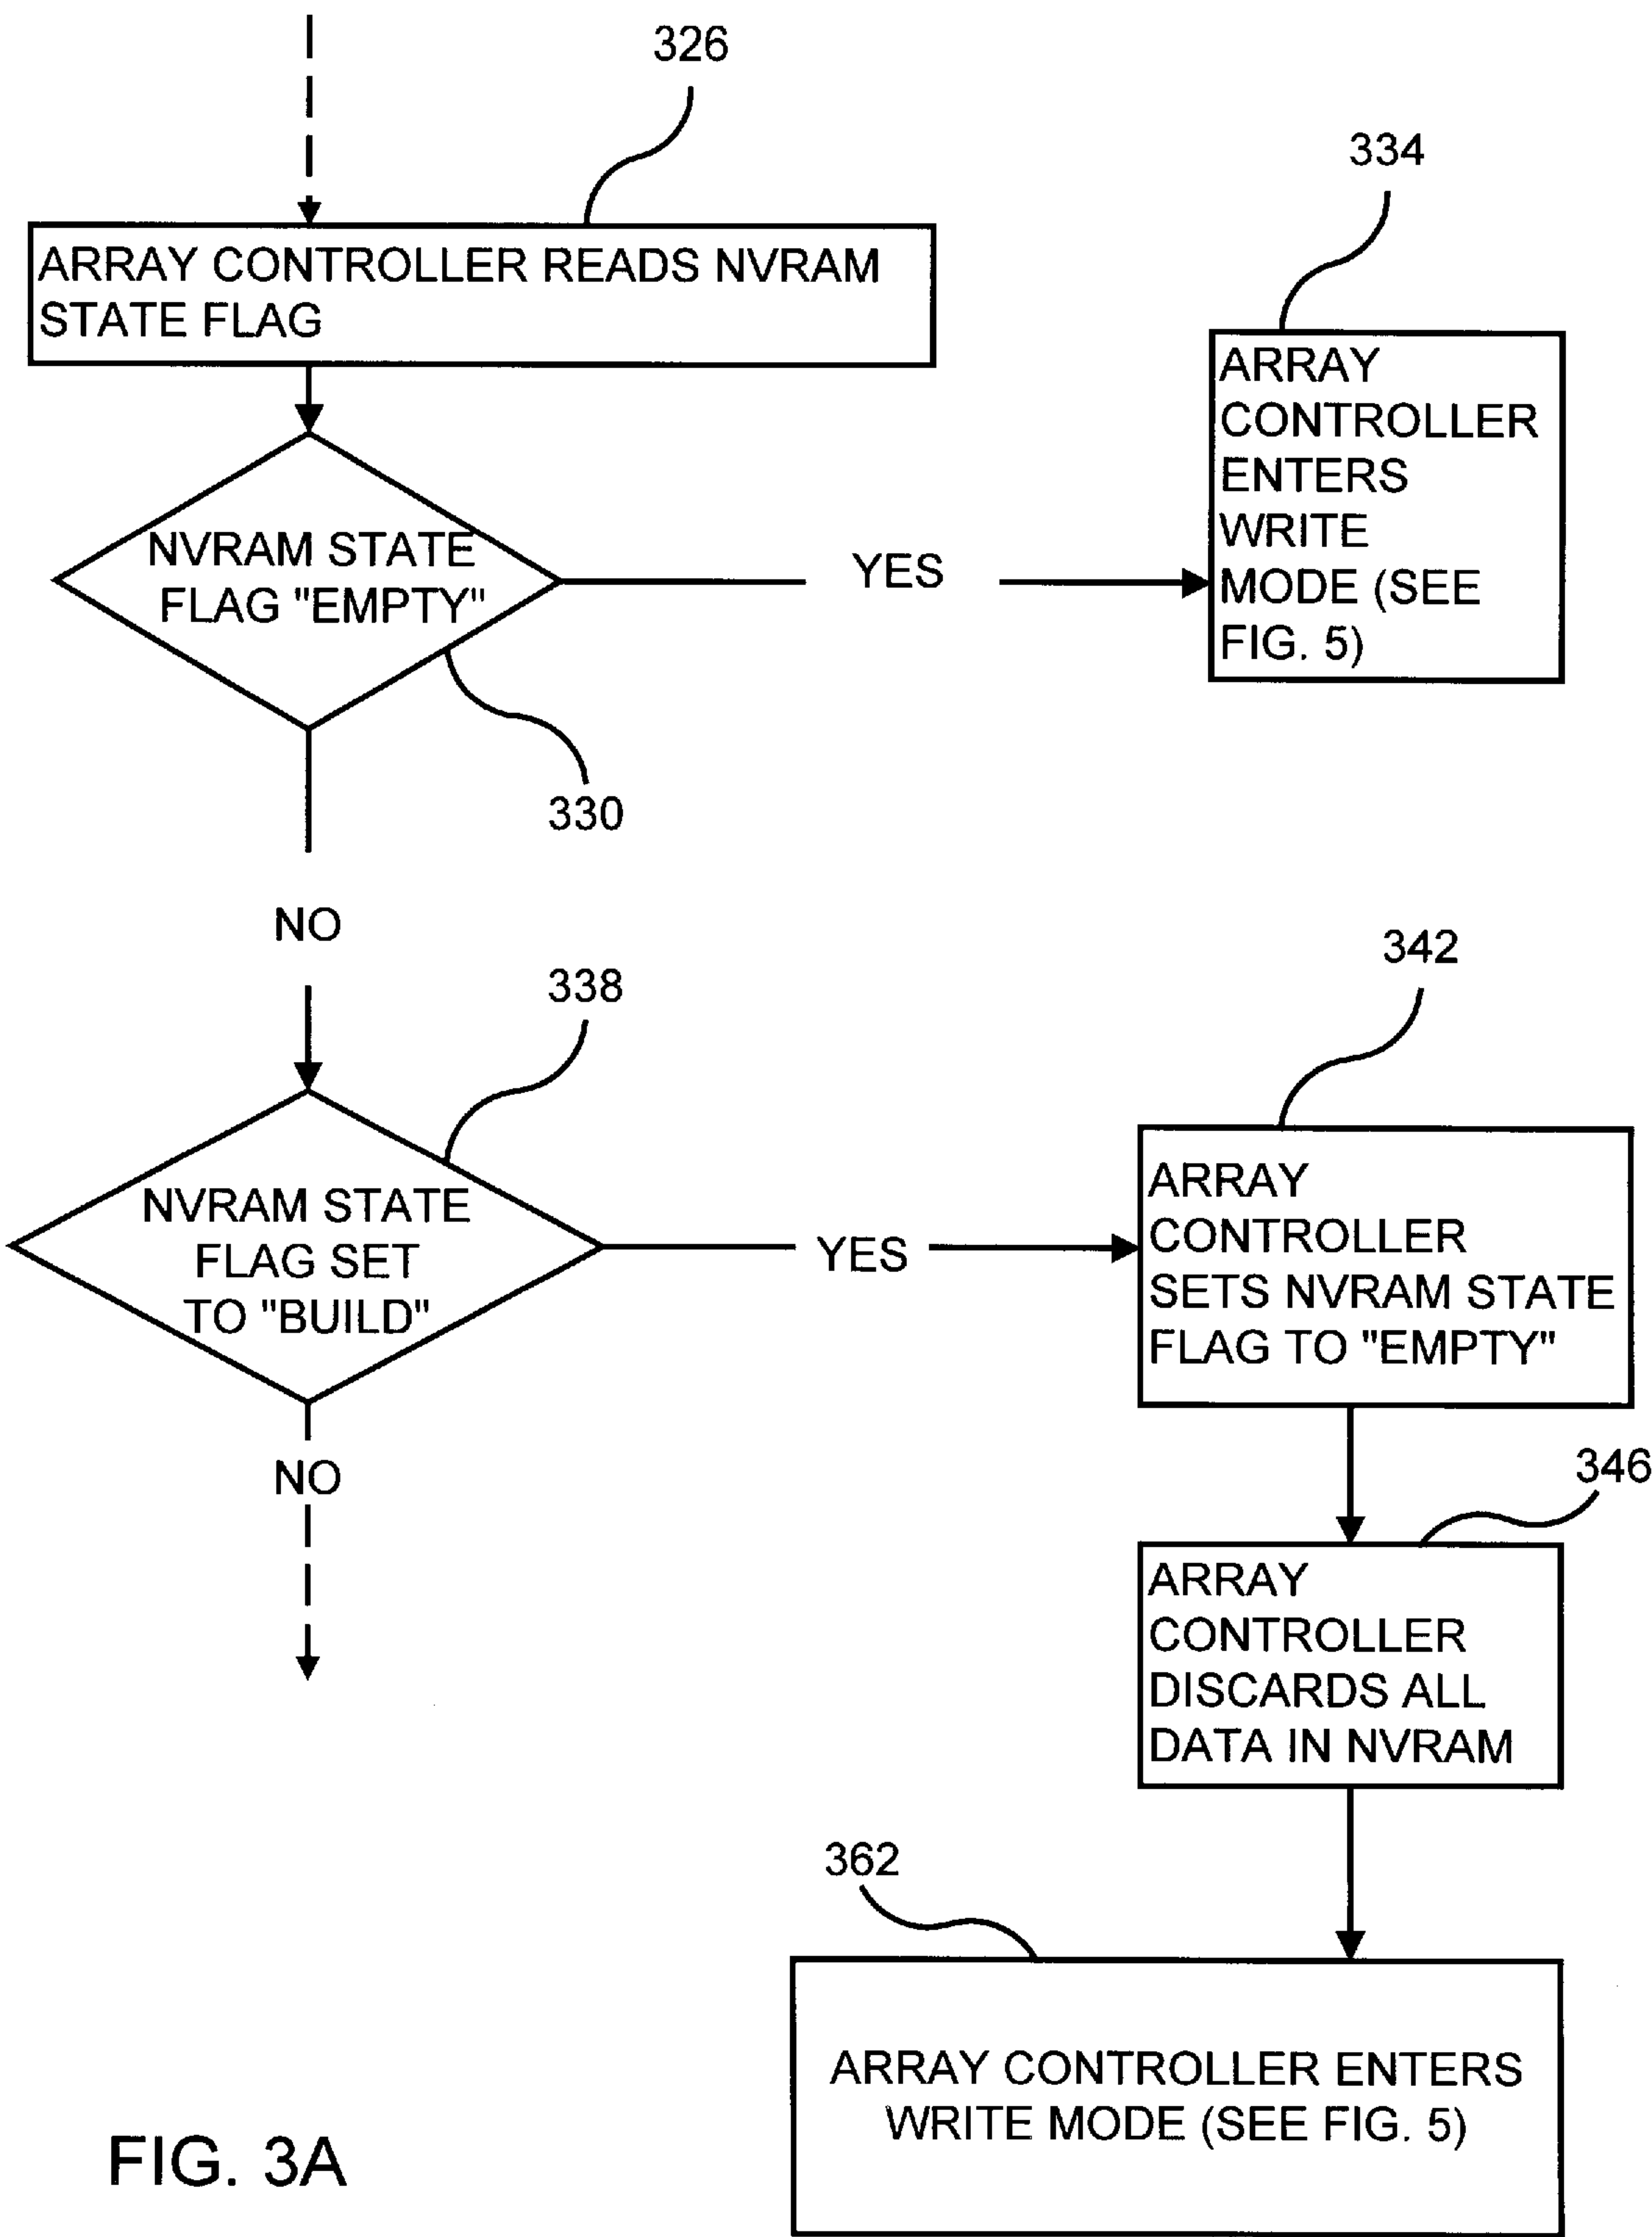 326
334
ARRAY CONTROLLER READS NVRAM
STATE FLAG
ARRAY
CONTROLLER
ENTERS
WRITE
MODE (SEE
FIG. 5)
NVRAM STATE
FLAG "EMPTY"
YES
330
NO
342
338
NVRAM STATE
FLAG SET
TO "BUILD"
YES
ARRAY
CONTROLLER
SETS NVRAM STATE
FLAG TO "EMPTY"
NO
346
ARRAY
CONTROLLER
DISCARDS ALL
DATA IN NVRAM
362
ARRAY CONTROLLER ENTERS
WRITE MODE (SEE FIG. 5)
FIG. 3A